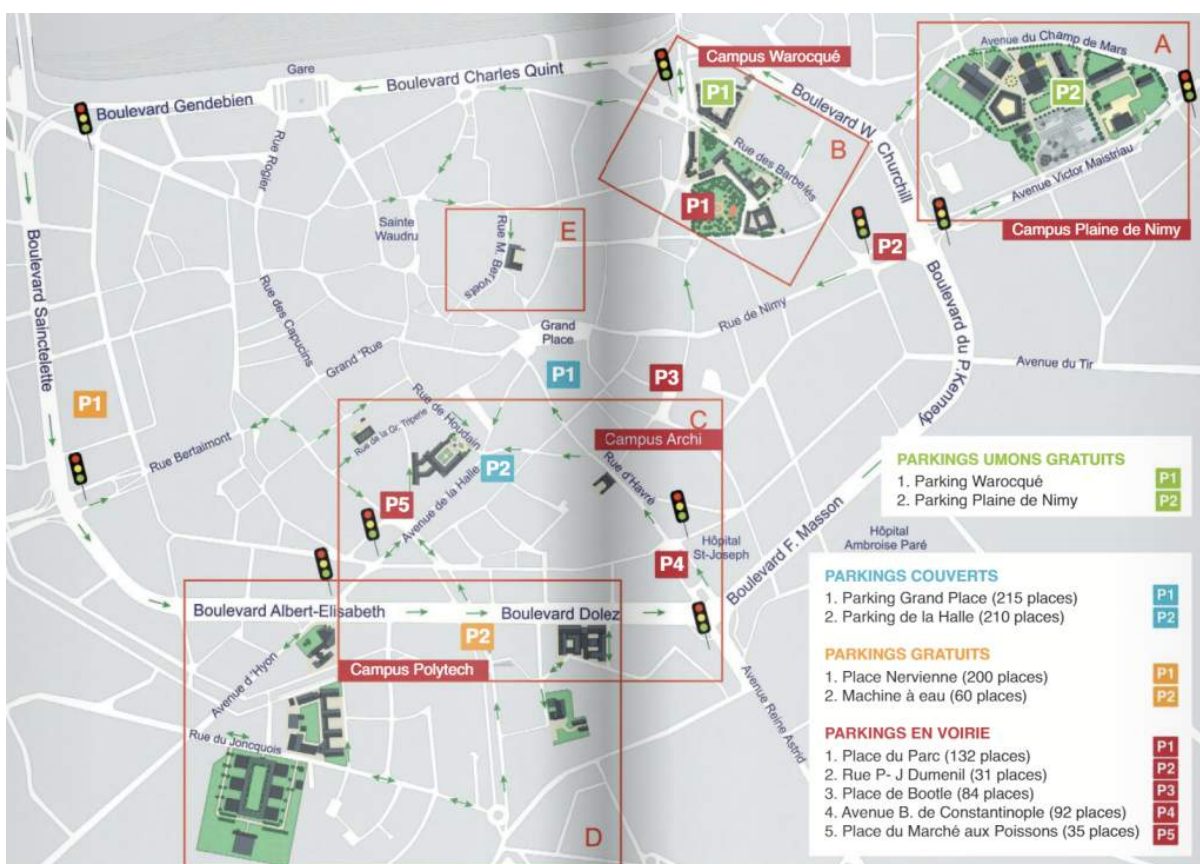 Avenue du Champ de Mars
A
Campus Warocqué
Gare
Boulevard Charles Quint
Boulevard Gendebien
P1
P2
Boulevard W. Churchill
Rue des Barbelés
B
Avenue Victor Maistriau
Campus Plaine de Nimy
Rue Rogier
P1
P2
Sainte
Waudru
Rue M. Bervoets
E
Boulevard Sainctelette
Rue des Capucins
Boulevard du P.Kennedy
Rue de Nimy
Grand
Place
Grand 'Rue
Avenue du Tir
P1
P3
P1
C
Rue de Houdain
Campus Archi
Rue de la Gr. Triperie
Rue Bertaimont
P2
Rue d'Havré
Avenue de la Halle
P5
Hôpital
St-Joseph
P4
Boulevard F. Masson
Hôpital
Ambroise Paré
Boulevard Albert-Elisabeth
Boulevard Dolez
P2
Campus Polytech
Avenue d'Hyon
Avenue Reine Astrid
Rue du Joncquois
D
PARKINGS UMONS GRATUITS
1. Parking Warocqué P1
2. Parking Plaine de Nimy P2
PARKINGS COUVERTS
1. Parking Grand Place (215 places) P1
2. Parking de la Halle (210 places) P2
PARKINGS GRATUITS
1. Place Nervienne (200 places) P1
2. Machine à eau (60 places) P2
PARKINGS EN VOIRIE
1. Place du Parc (132 places) P1
2. Rue P- J Dumenil (31 places) P2
3. Place de Bootle (84 places) P3
4. Avenue B. de Constantinople (92 places) P4
5. Place du Marché aux Poissons (35 places) P5